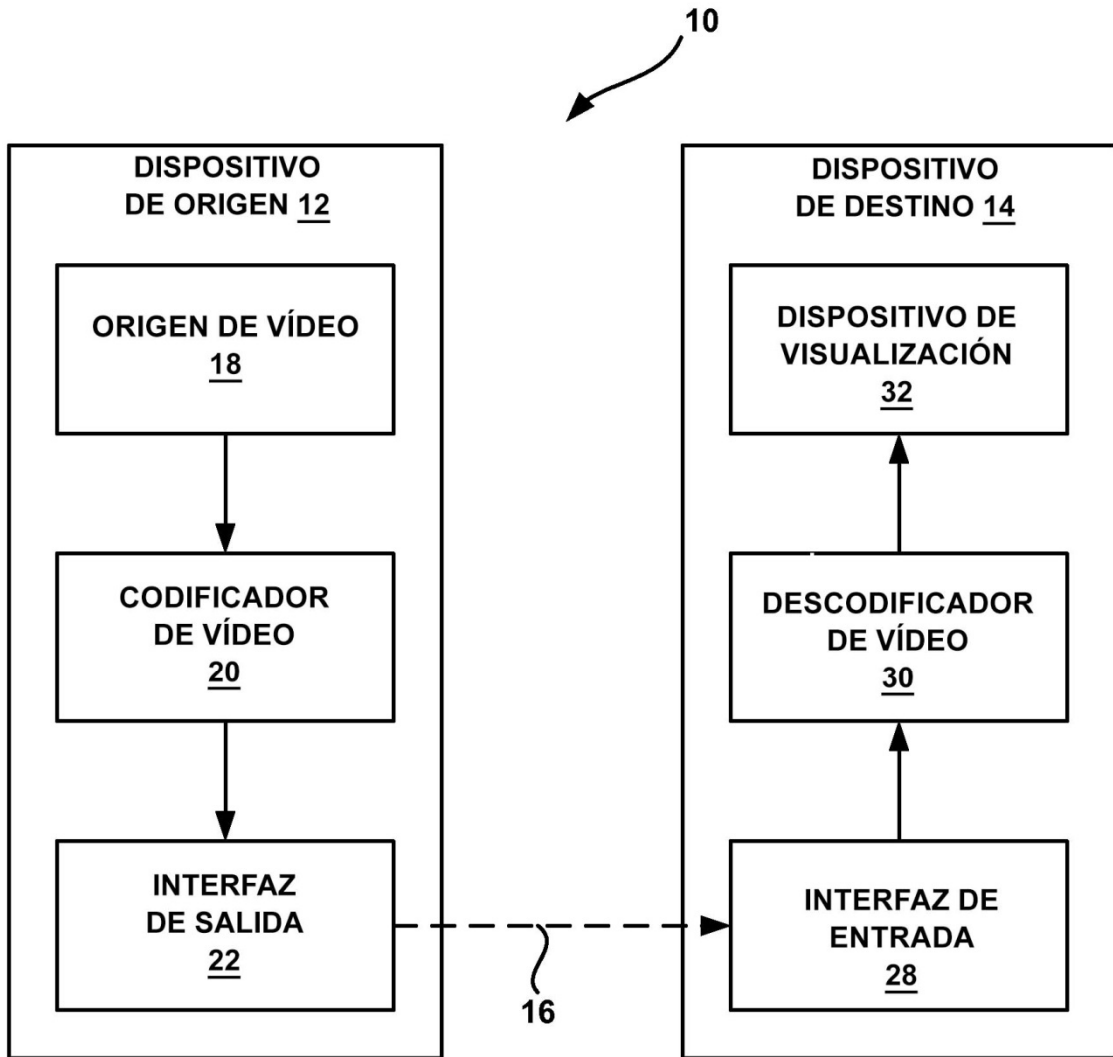 10
DISPOSITIVO
DE ORIGEN 12
ORIGEN DE VÍDEO
18
CODIFICADOR
DE VÍDEO
20
INTERFAZ
DE SALIDA
22
16
DISPOSITIVO
DE DESTINO 14
DISPOSITIVO DE
VISUALIZACIÓN
32
DESCODIFICADOR
DE VÍDEO
30
INTERFAZ DE
ENTRADA
28